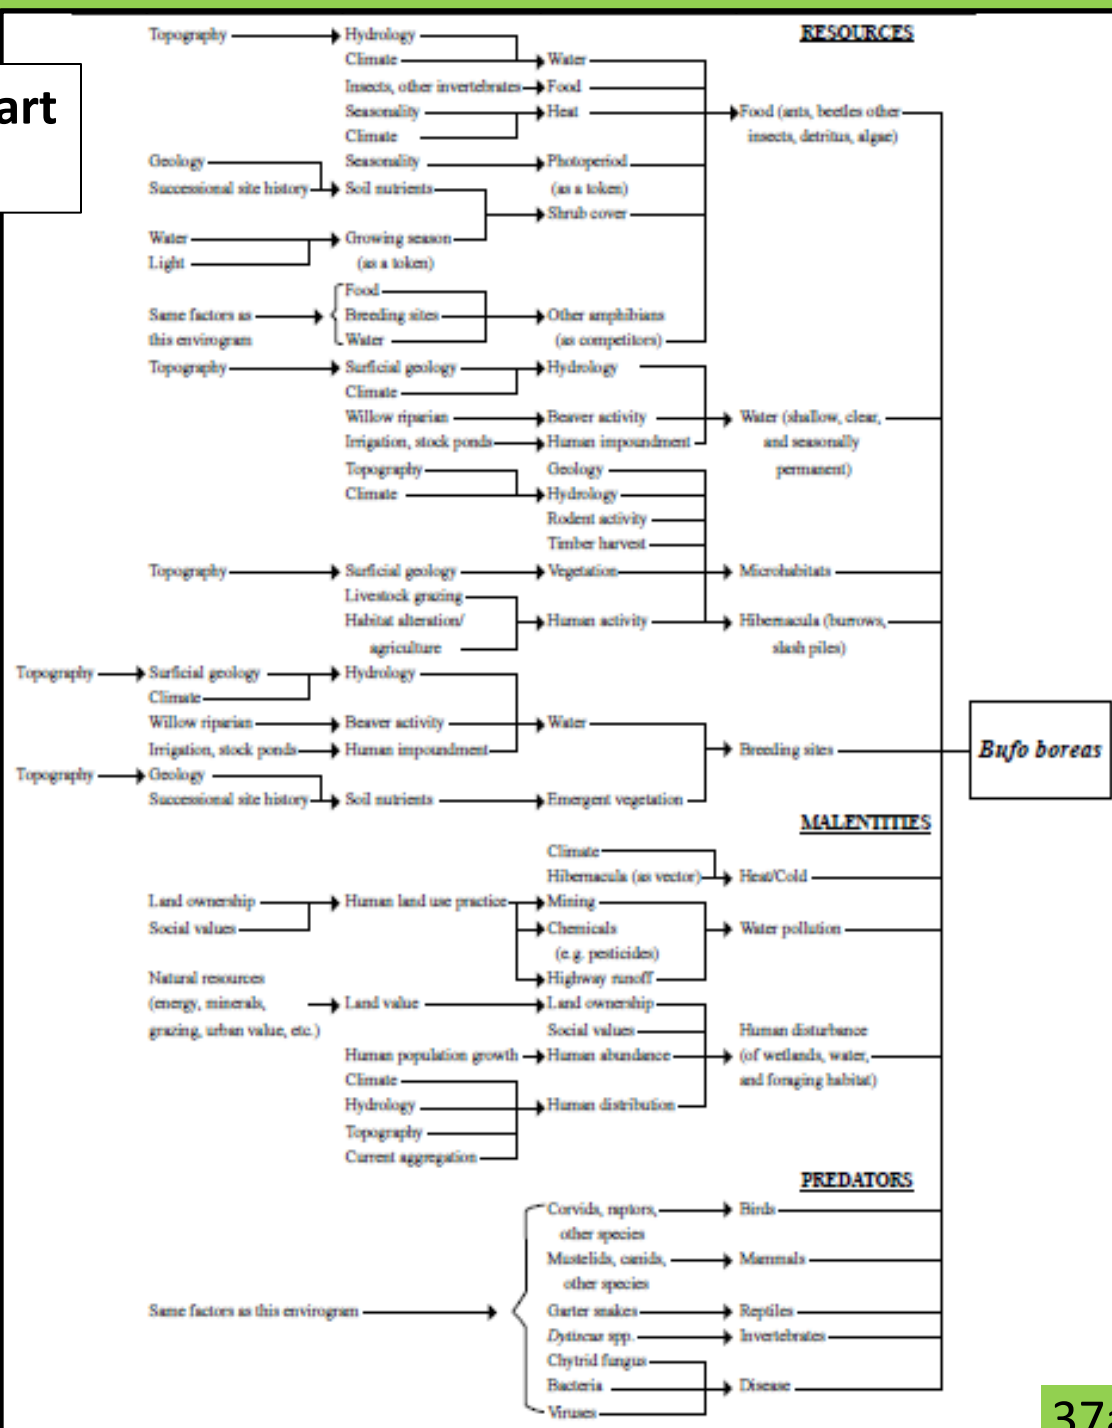 art
RESOURCES
Topography Hydrology
Climate Water
Insects, other invertebrates Food
Seasonality Heat Food (ants, beetles other
Climate insects, detritus, algae)
Geology Seasonality Photoperiod
Successional site history Soil nutrients (as a token)
Shrub cover
Water Growing season
Light (as a token)
Food
Same factors as Breeding sites Other amphibians
this envirogram Water (as competitors)
Topography Surficial geology Hydrology
Climate
Willow riparian Beaver activity Water (shallow, clear,
Irrigation, stock ponds Human impoundment and seasonally
Topography Geology permanent)
Climate Hydrology
Rodent activity
Timber harvest
Topography Surficial geology Vegetation Microhabitats
Livestock grazing
Habitat alteration/ Human activity Hibernacula (burrows,
agriculture slash piles)
Topography Surficial geology Hydrology
Climate
Willow riparian Beaver activity Water
Irrigation, stock ponds Human impoundment Breeding sites Bufo boreas
Topography Geology
Successional site history Soil nutrients Emergent vegetation
MALENTITIES
Climate
Hibernacula (as vector) Heat/Cold
Land ownership Human land use practice Mining
Social values Chemicals Water pollution
(e.g. pesticides)
Natural resources Highway runoff
(energy, minerals, Land value Land ownership
grazing, urban value, etc.) Social values Human disturbance
Human population growth Human abundance (of wetlands, water,
Climate and foraging habitat)
Hydrology Human distribution
Topography
Current aggregation
PREDATORS
Corvids, raptors, Birds
other species
Mustelids, canids, Mammals
other species
Same factors as this envirogram Garter snakes Reptiles
Dytiscus spp. Invertebrates
Chytrid fungus
Bacteria Disease
Viruses
37a